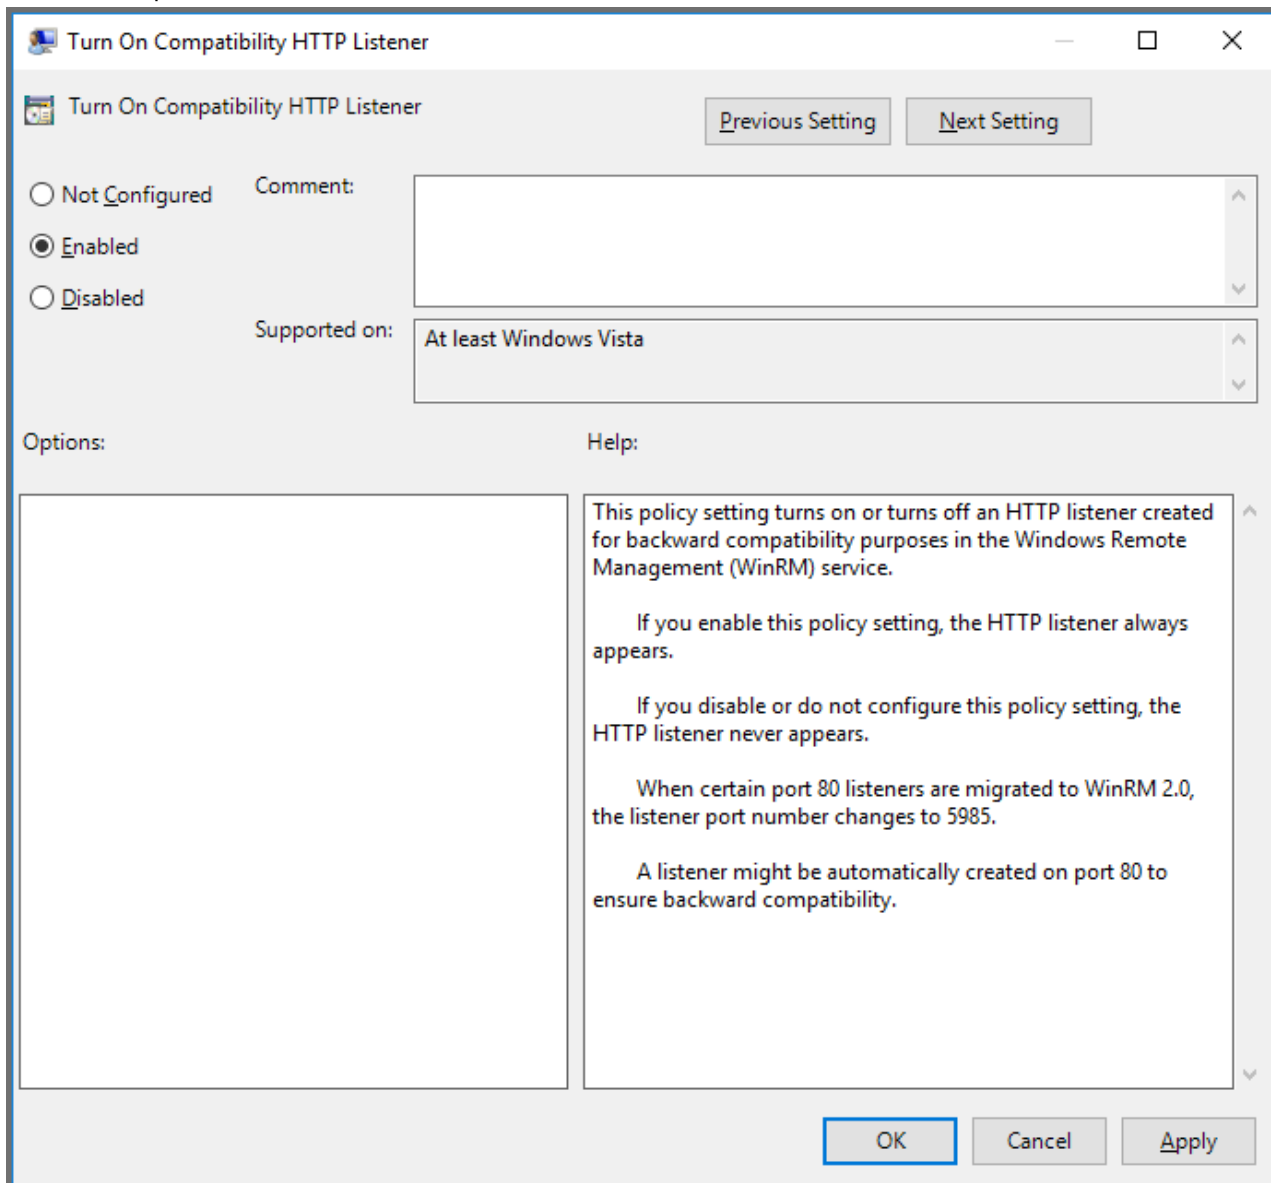 Turn On Compatibility HTTP Listener
Turn On Compatibility HTTP Listener
Previous Setting
Next Setting
Not Configured
Comment:
Enabled
Disabled
Supported on:
At least Windows Vista
Options:
Help:
This policy setting turns on or turns off an HTTP listener created
for backward compatibility purposes in the Windows Remote
Management (WinRM) service.
If you enable this policy setting, the HTTP listener always
appears.
If you disable or do not configure this policy setting, the
HTTP listener never appears.
When certain port 80 listeners are migrated to WinRM 2.0,
the listener port number changes to 5985.
A listener might be automatically created on port 80 to
ensure backward compatibility.
OK
Cancel
Apply